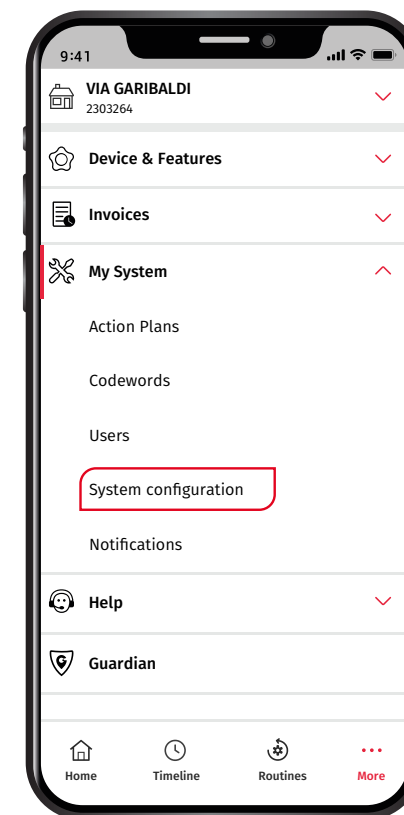 9:41
VIA GARIBALDI
2303264
Device & Features
Invoices
My System
Action Plans
Codewords
Users
System configuration
Notifications
Help
G
Guardian
Home Timeline Routines More